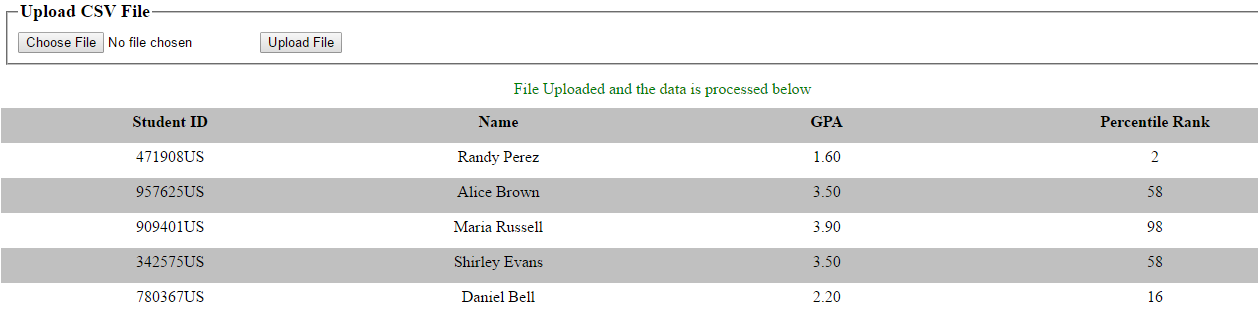 Upload CSV File
Choose File No file chosen Upload File
File Uploaded and the data is processed below
Student ID Name GPA Percentile Rank
471908US Randy Perez 1.60 2
957625US Alice Brown 3.50 58
909401US Maria Russell 3.90 98
342575US Shirley Evans 3.50 58
780367US Daniel Bell 2.20 16